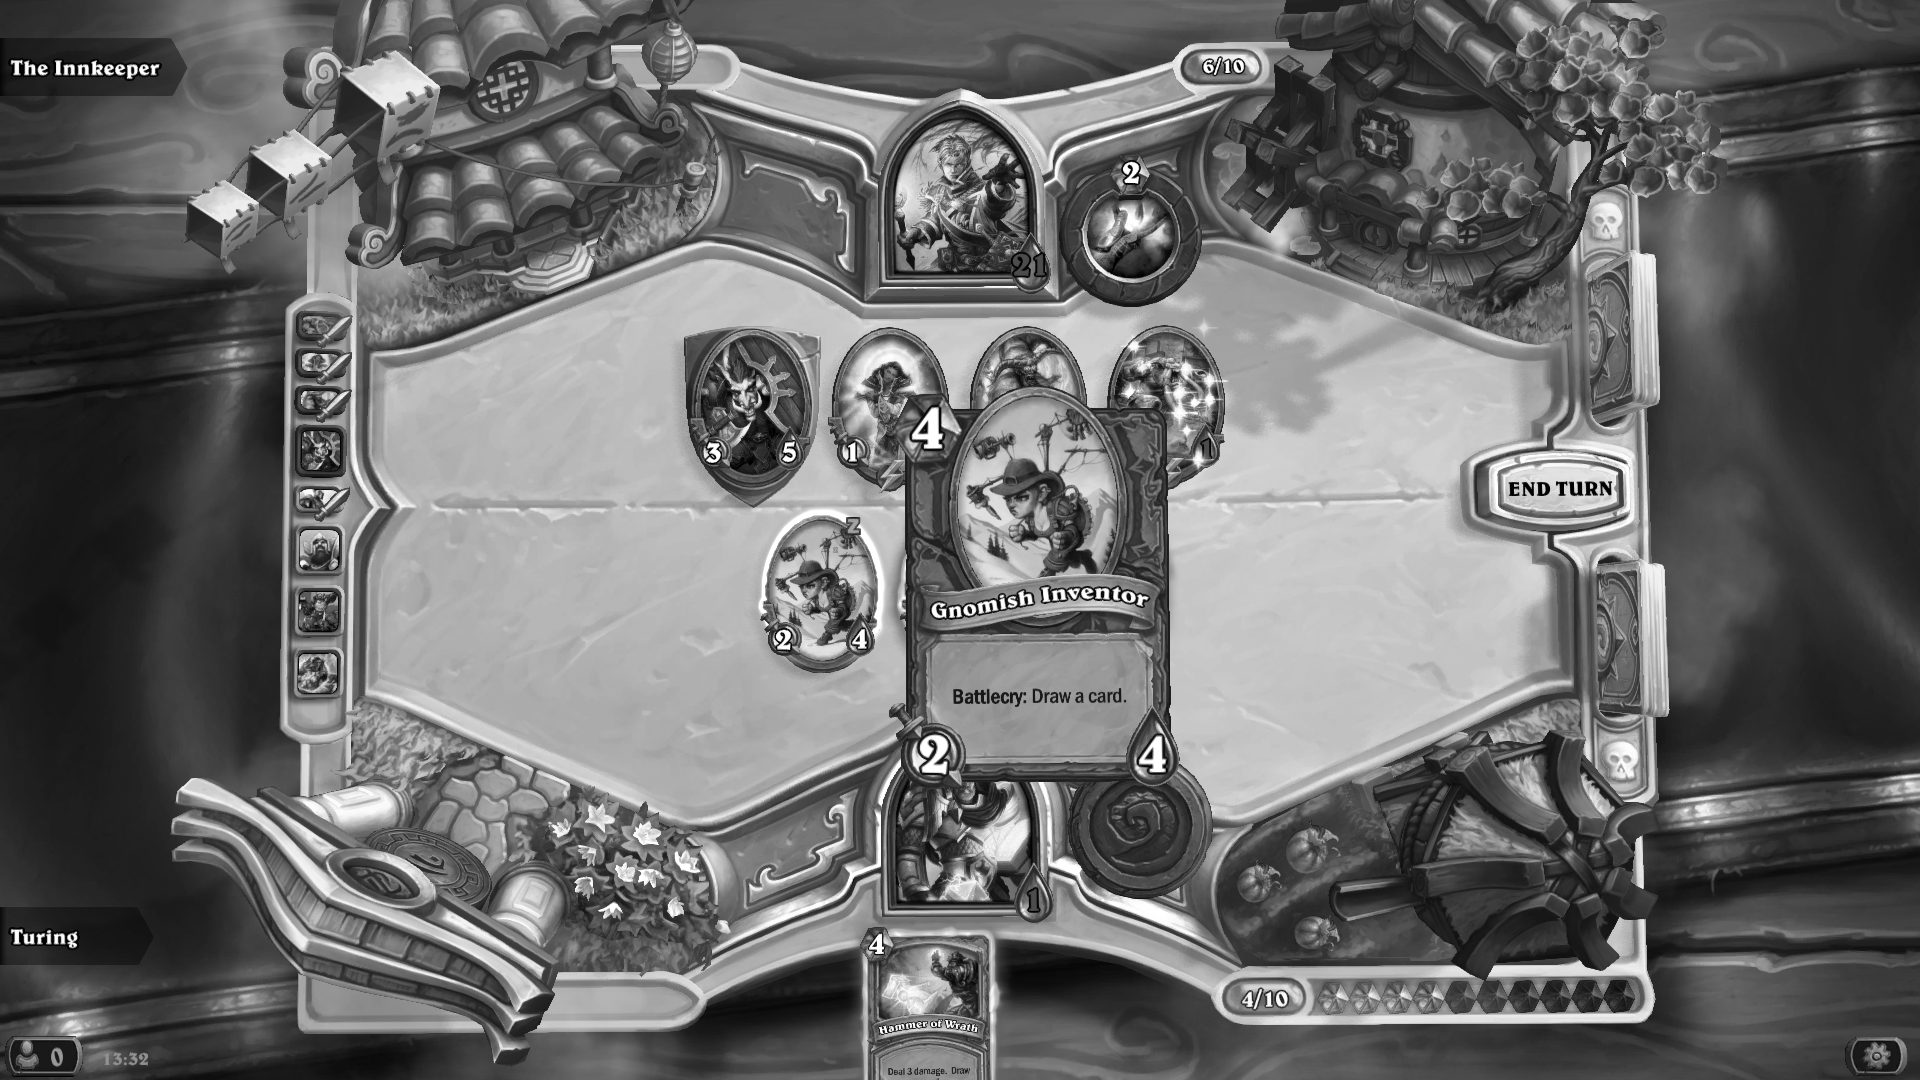 The Innkeeper
6/10
2
21
3
5
1
1
4
END TURN
Z
2
4
Gnomish Inventor
Battlecry: Draw a card.
2
4
1
Turing
4
4/10
Hammer of Wrath
Deal 3 damage. Draw
0
13:32